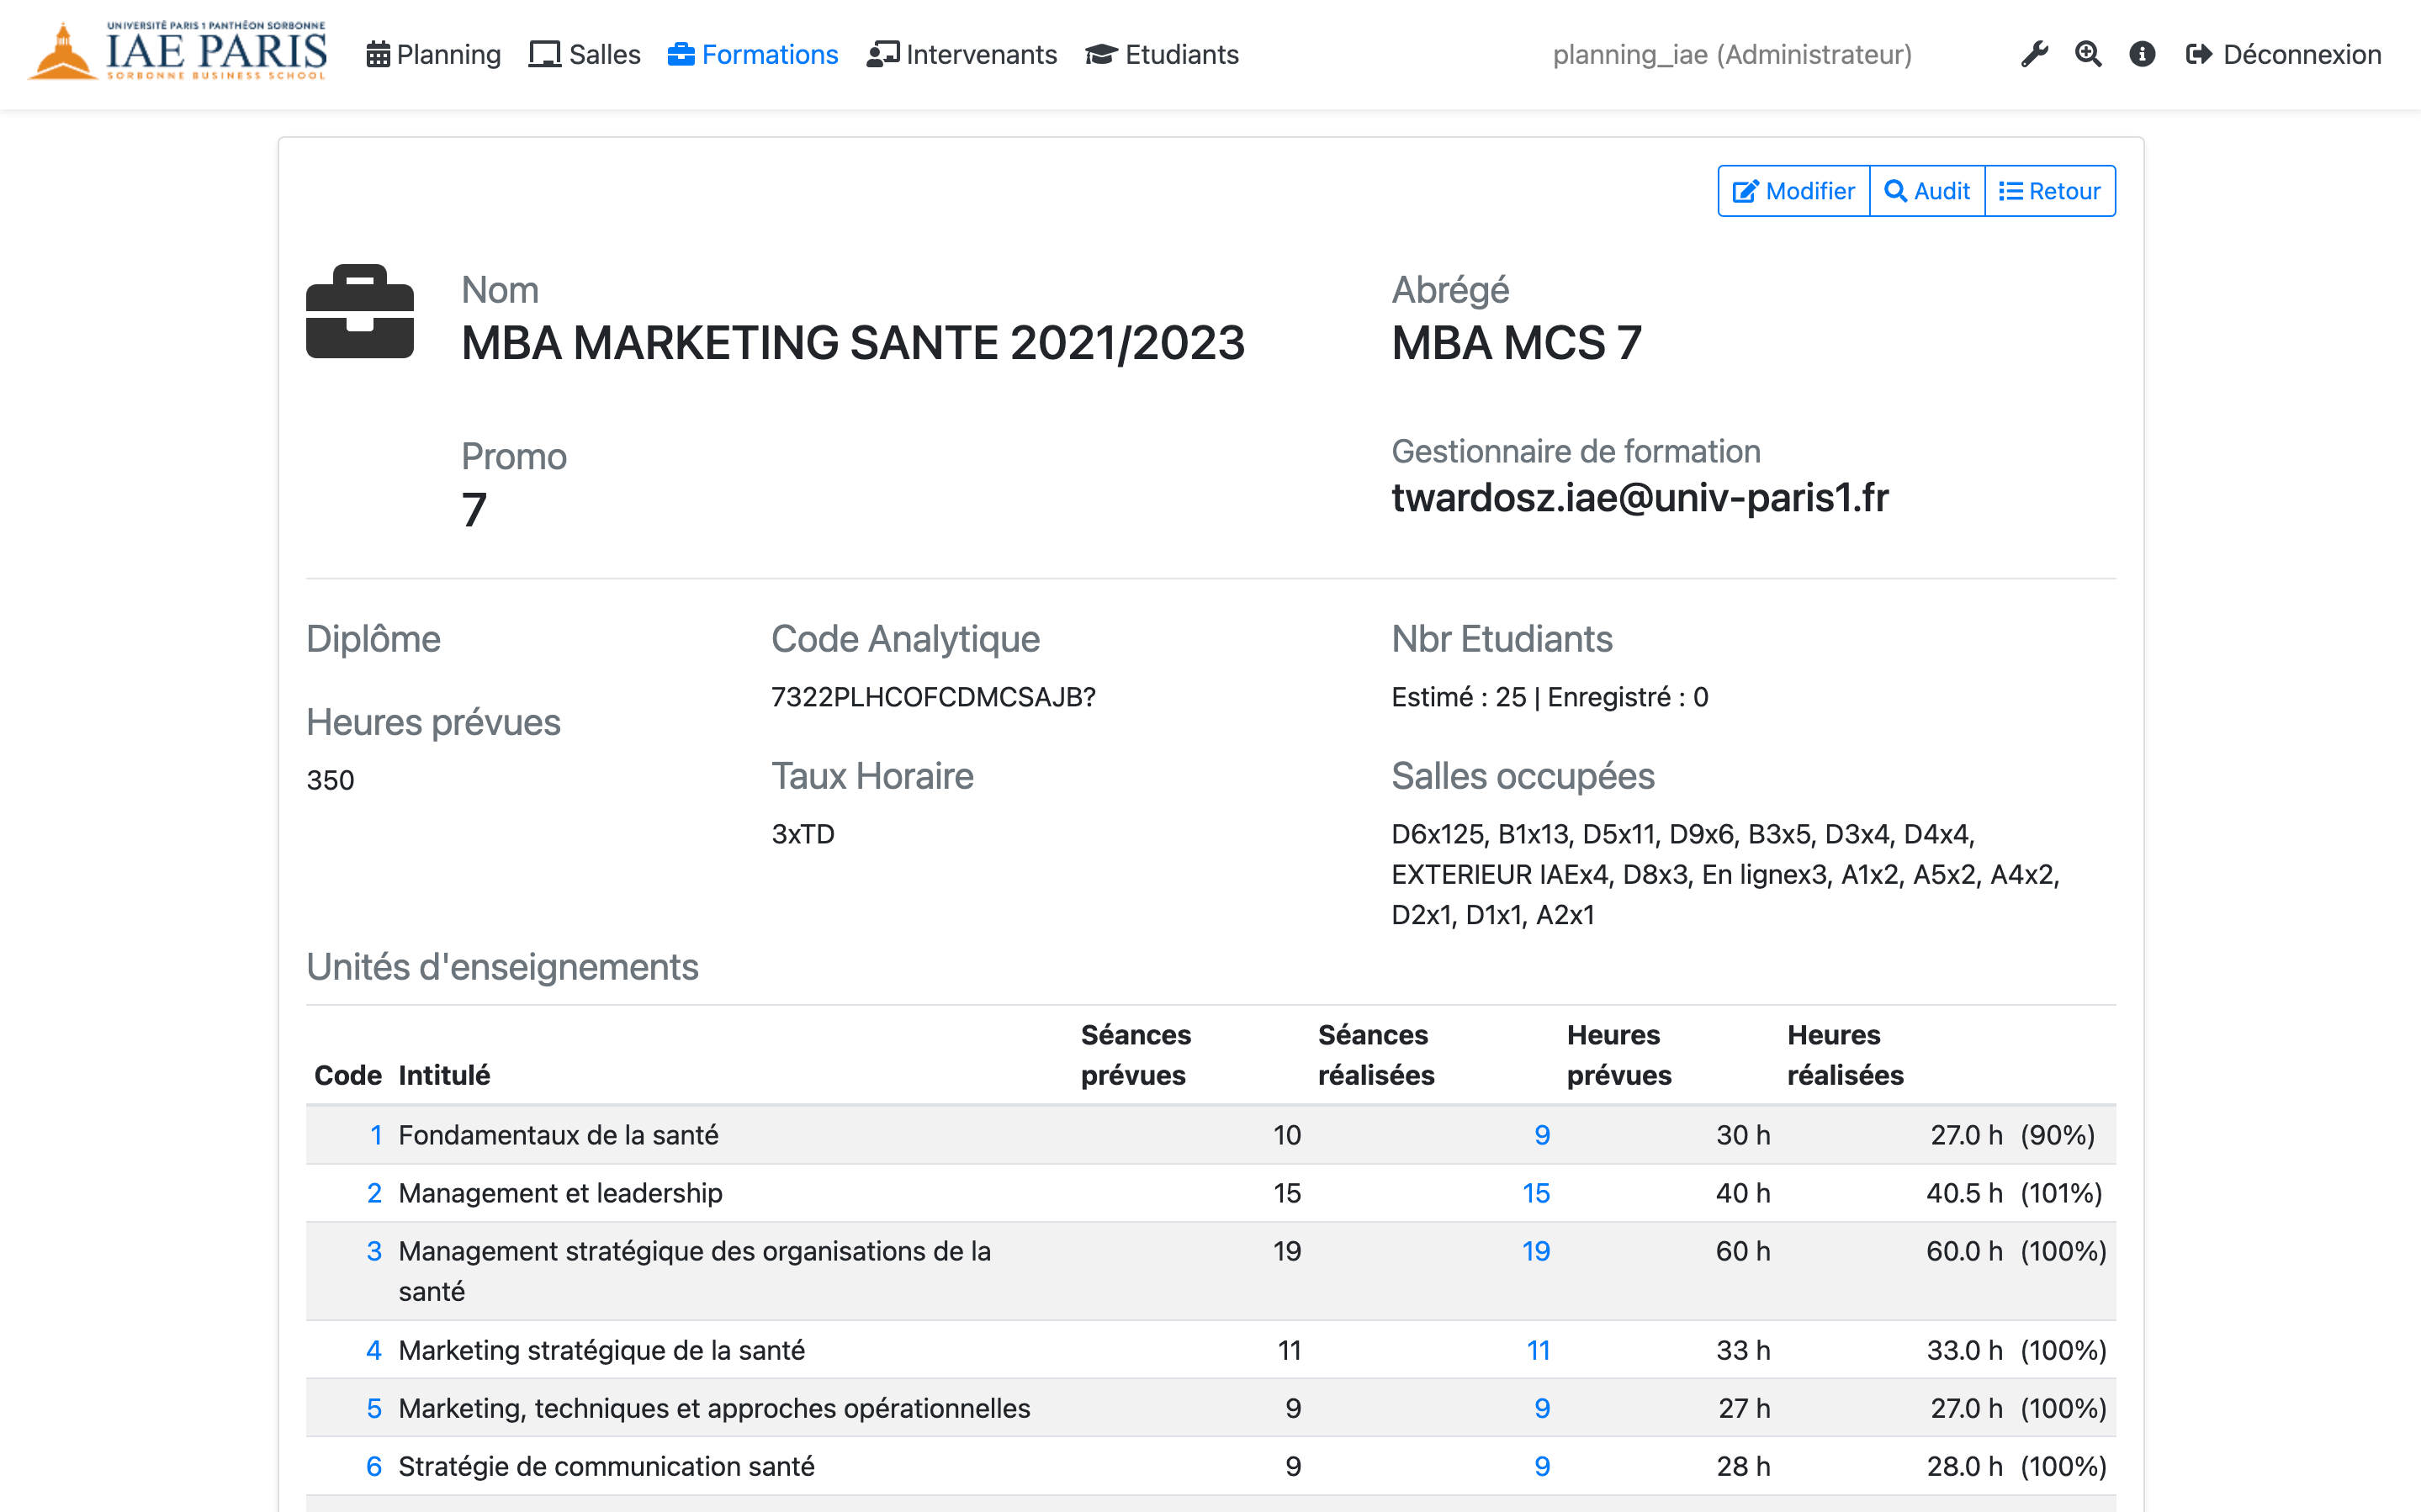 UNIVERSITÉ PARIS 1 PANTHÉON SORBONNE
IAE PARIS
SORBONNE BUSINESS SCHOOL
Planning Salles Formations Intervenants Etudiants planning_iae (Administrateur) Déconnexion
Modifier Audit Retour
Nom Abrégé
MBA MARKETING SANTE 2021/2023 MBA MCS 7
Promo Gestionnaire de formation
7 twardosz.iae@univ-paris1.fr
Diplôme Code Analytique Nbr Etudiants
7322PLHCOFCDMCSAJB? Estimé : 25 | Enregistré : 0
Heures prévues
350
Taux Horaire Salles occupées
3xTD D6x125, B1x13, D5x11, D9x6, B3x5, D3x4, D4x4,
EXTERIEUR IAEx4, D8x3, En lignex3, A1x2, A5x2, A4x2,
D2x1, D1x1, A2x1
Unités d'enseignements
Séances Séances Heures Heures
Code Intitulé prévues réalisées prévues réalisées
1 Fondamentaux de la santé 10 9 30 h 27.0 h (90%)
2 Management et leadership 15 15 40 h 40.5 h (101%)
3 Management stratégique des organisations de la 19 19 60 h 60.0 h (100%)
santé
4 Marketing stratégique de la santé 11 11 33 h 33.0 h (100%)
5 Marketing, techniques et approches opérationnelles 9 9 27 h 27.0 h (100%)
6 Stratégie de communication santé 9 9 28 h 28.0 h (100%)